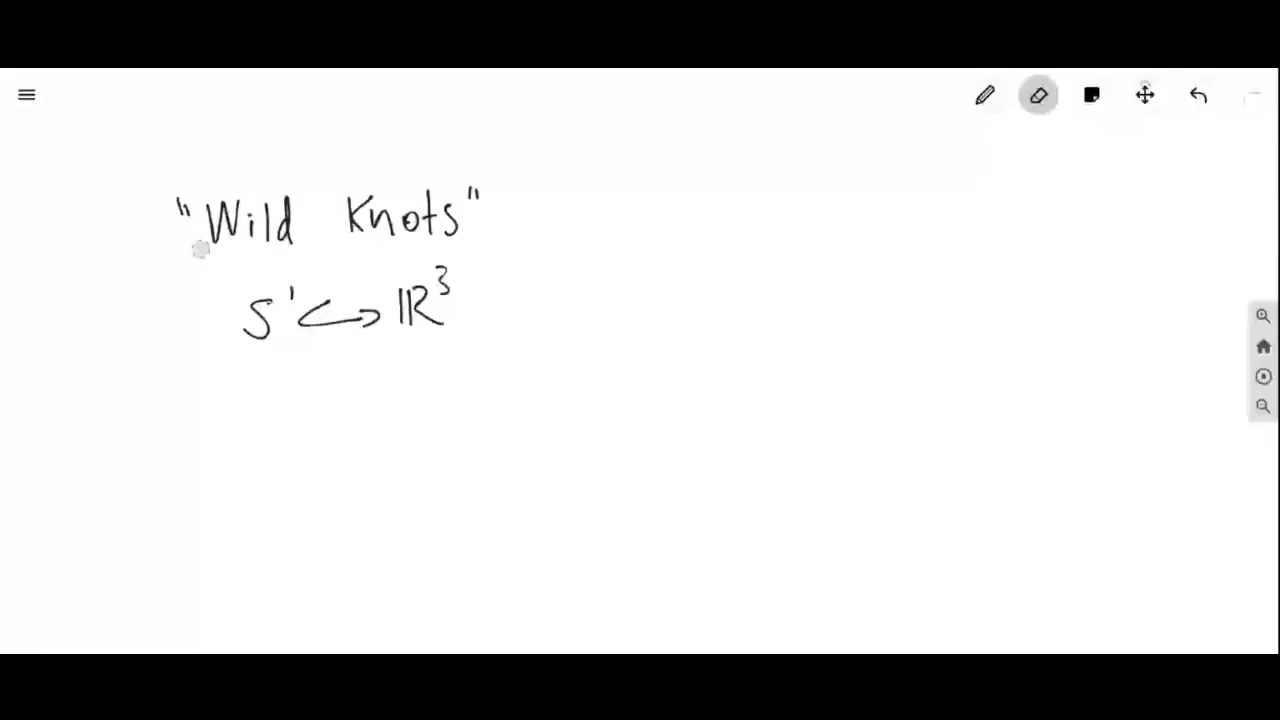 "Wild Knots"
S¹ ↪ ℝ³